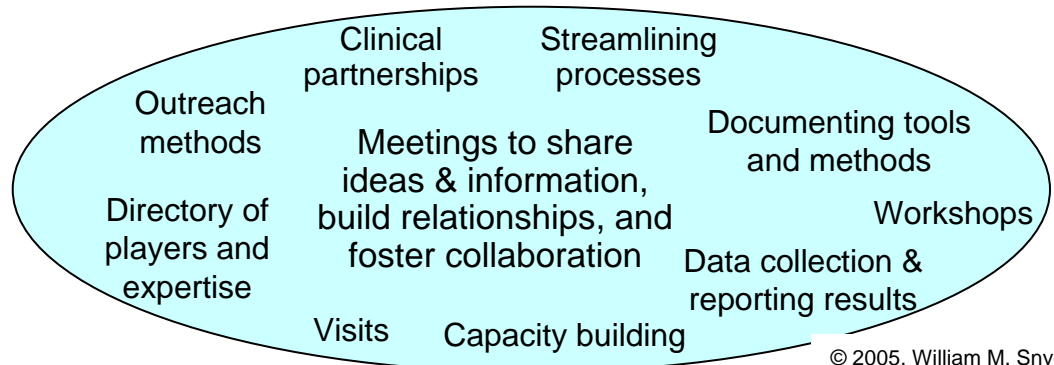 Clinical
partnerships
Streamlining
processes
Outreach
methods
Documenting tools
and methods
Meetings to share
ideas & information,
build relationships, and
foster collaboration
Directory of
players and
expertise
Workshops
Data collection &
reporting results
Visits
Capacity building
© 2005. William M.